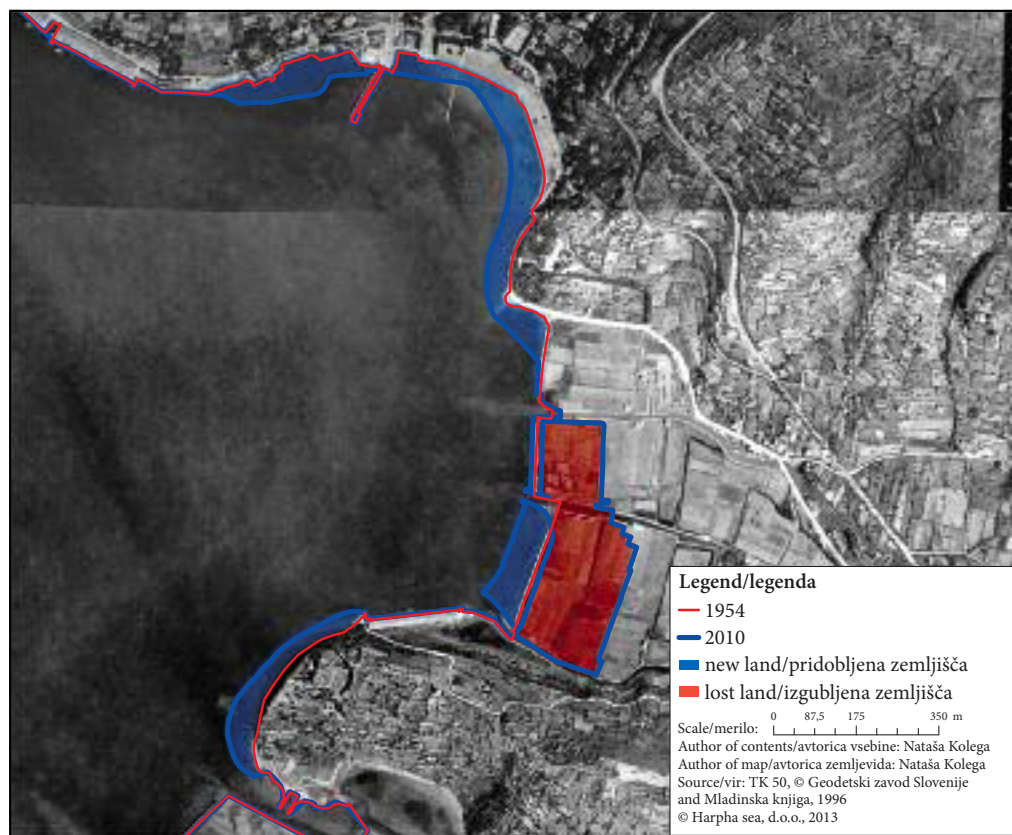 Legend/legenda
1954
2010
new land/pridobljena zemljišča
lost land/izgubljena zemljišča
Scale/merilo: 0 87,5 175 350 m
Author of contents/avtorica vsebine: Nataša Kolega
Author of map/avtorica zemljevida: Nataša Kolega
Source/vir: TK 50, © Geodetski zavod Slovenije
and Mladinska knjiga, 1996
© Harpha sea, d.o.o., 2013